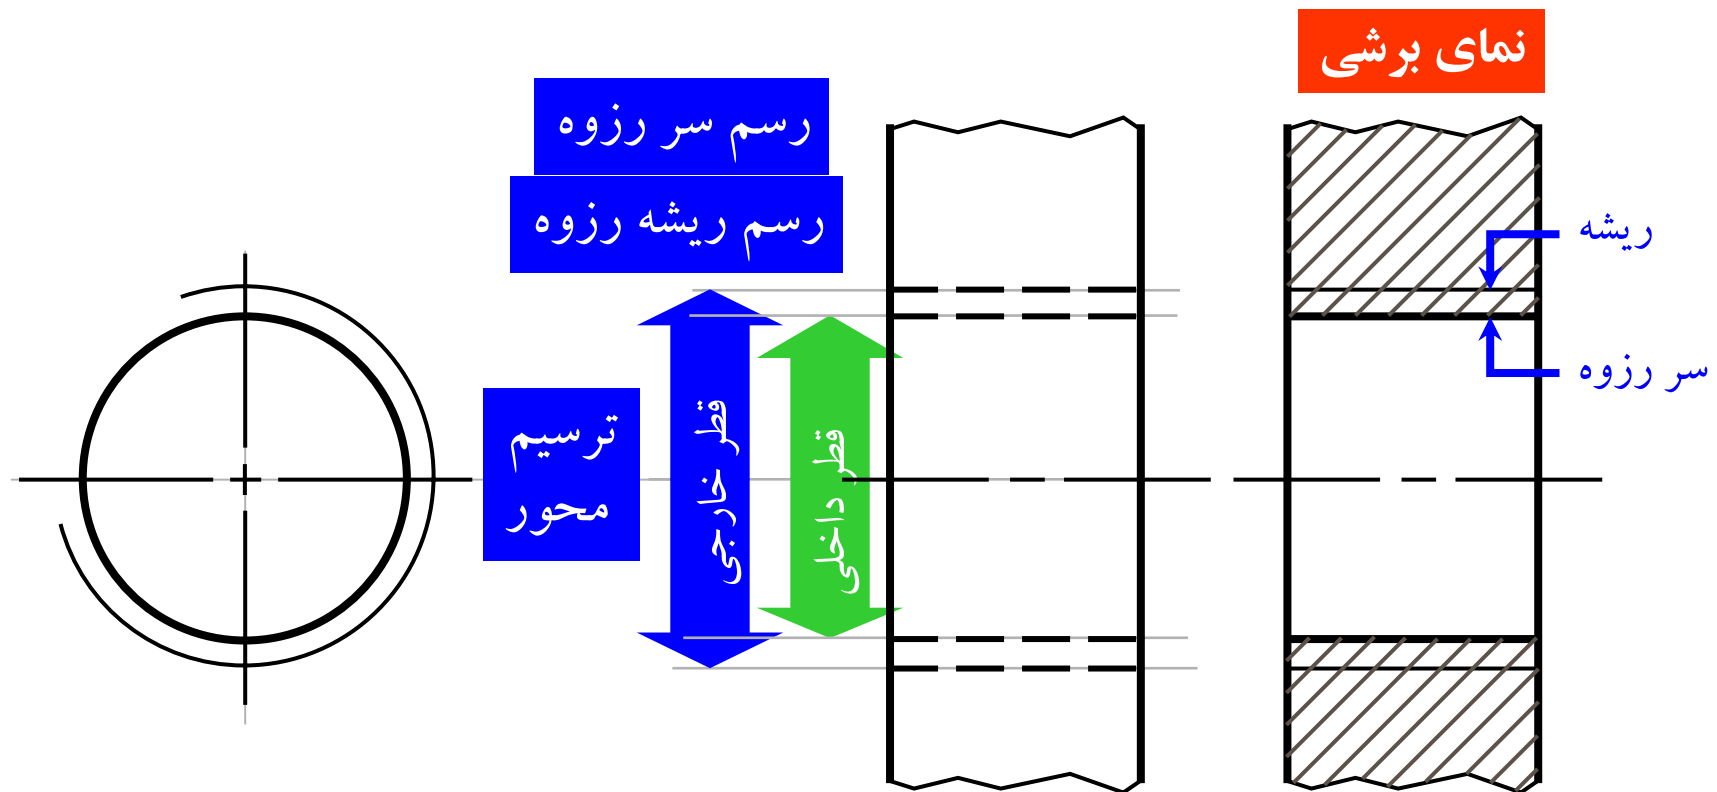 نمای برشی
رسم سر رزوه
رسم ریشه رزوه
ریشه
سر رزوه
ترسیم
محور
قطر خارجی
قطر داخلی